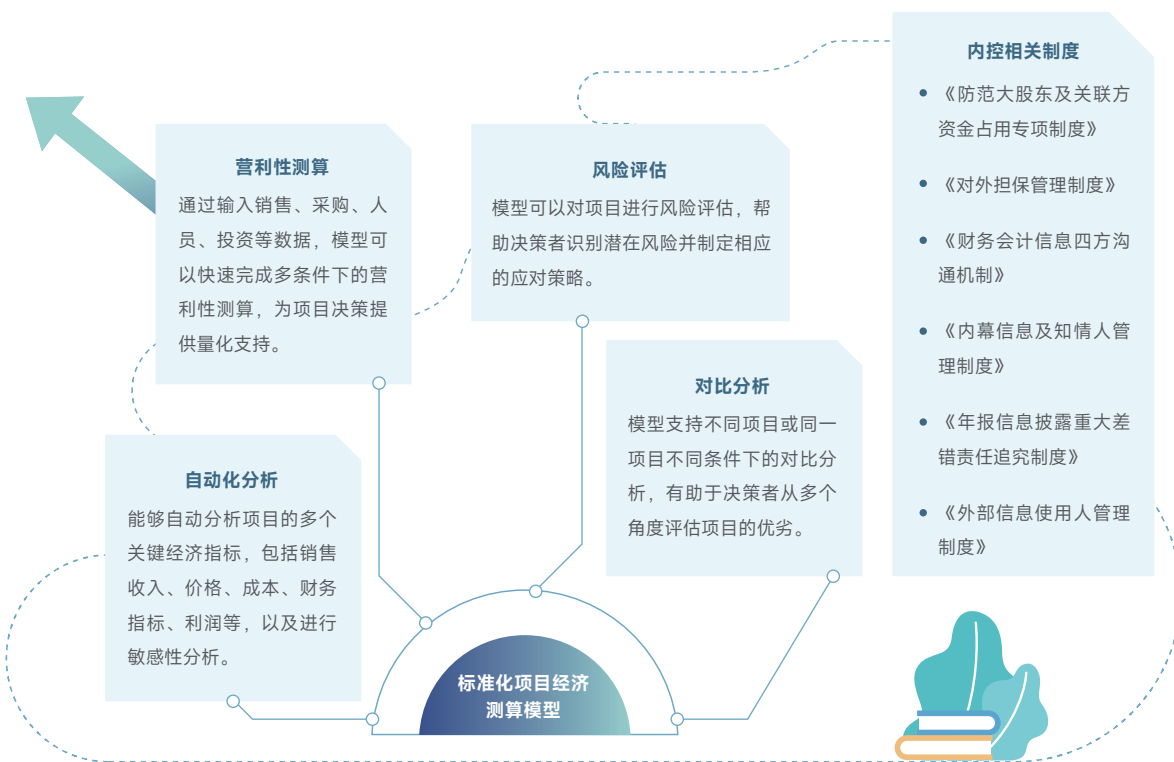 内控相关制度
《防范大股东及关联方
资金占用专项制度》
《对外担保管理制度》
《财务会计信息四方沟
通机制》
《内幕信息及知情人管
理制度》
《年报信息披露重大差
错责任追究制度》
《外部信息使用人管理
制度》
营利性测算
通过输入销售、采购、人
员、投资等数据，模型可
以快速完成多条件下的营
利性测算，为项目决策提
供量化支持。
风险评估
模型可以对项目进行风险评估，帮
助决策者识别潜在风险并制定相应
的应对策略。
对比分析
模型支持不同项目或同一
项目不同条件下的对比分
析，有助于决策者从多个
角度评估项目的优劣。
自动化分析
能够自动分析项目的多个
关键经济指标，包括销售
收入、价格、成本、财务
指标、利润等，以及进行
敏感性分析。
标准化项目经济
测算模型